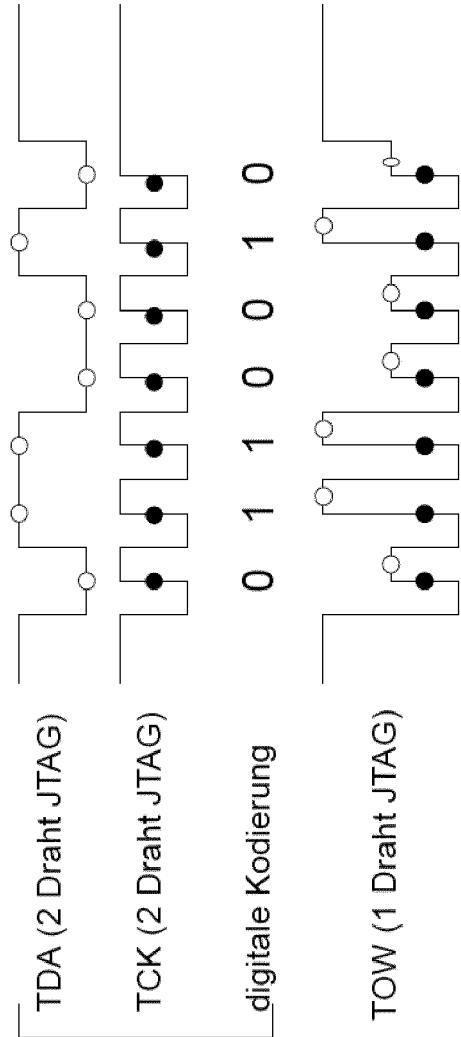 TDA (2 Draht JTAG)
TCK (2 Draht JTAG)
digitale Kodierung 0 1 1 0 0 1 0
TOW (1 Draht JTAG)